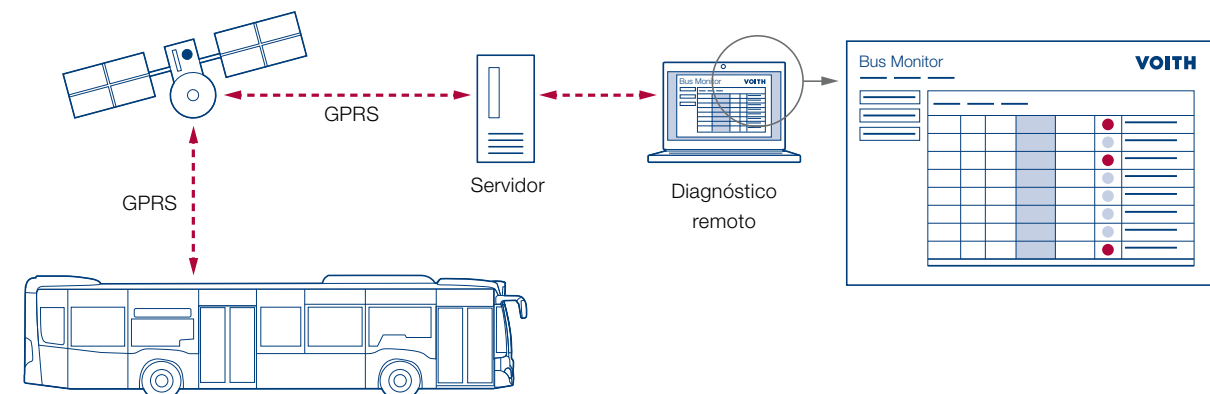 GPRS
GPRS
Servidor
Bus Monitor VOITH
Diagnóstico
remoto
Bus Monitor VOITH